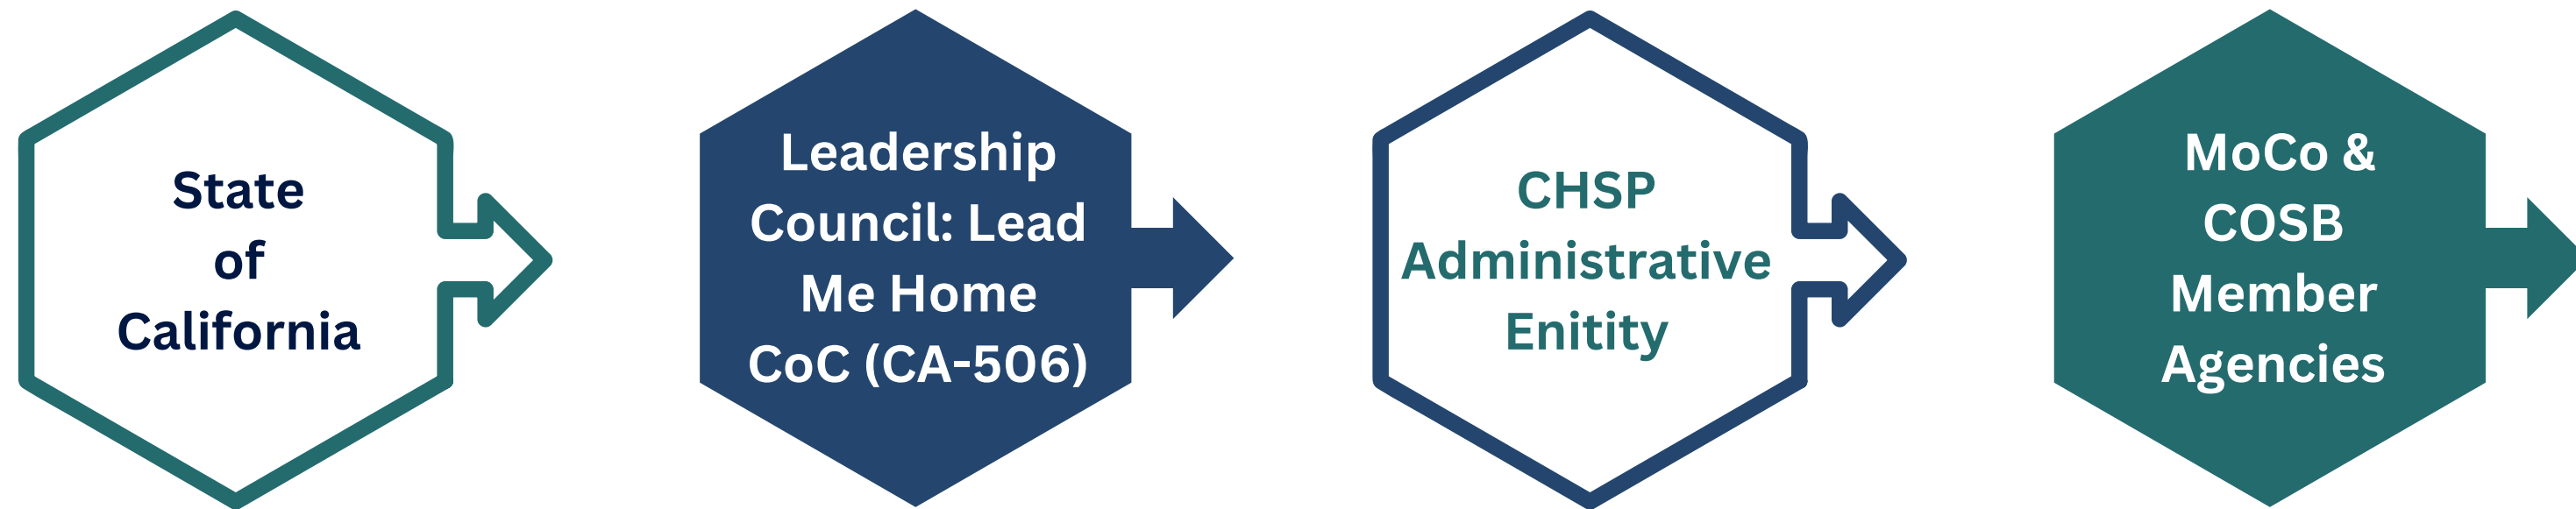 State
of
California
Leadership
Council: Lead
Me Home
CoC (CA-506)
CHSP
Administrative
Enitity
MoCo &
COSB
Member
Agencies